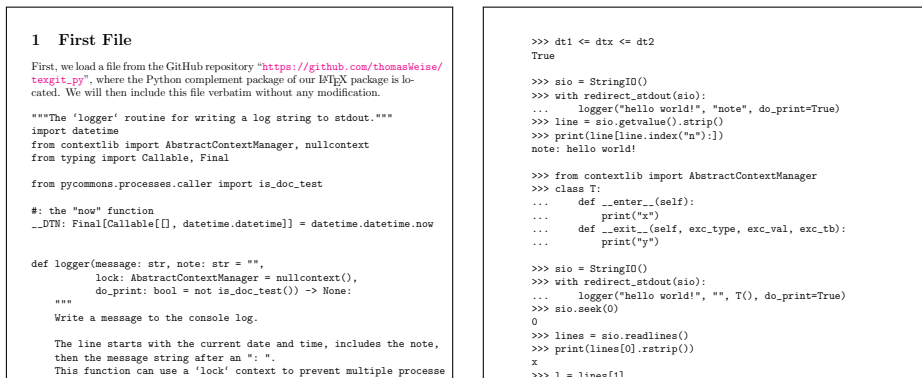 1 First File
First, we load a file from the GitHub repository “https://github.com/thomasWeise/
texgit_py”, where the Python complement package of our LATEX package is lo-
cated. We will then include this file verbatim without any modification.
"""The ‘logger‘ routine for writing a log string to stdout."""
import datetime
from contextlib import AbstractContextManager, nullcontext
from typing import Callable, Final
from pycommons.processes.caller import is_doc_test
#: the "now" function
__DTN: Final[Callable[[], datetime.datetime]] = datetime.datetime.now
def logger(message: str, note: str = "",
           lock: AbstractContextManager = nullcontext(),
           do_print: bool = not is_doc_test()) -> None:
    """
    Write a message to the console log.
    The line starts with the current date and time, includes the note,
    then the message string after an ": ".
    This function can use a ‘lock‘ context to prevent multiple processe
>>> dt1 <= dtx <= dt2
True
>>> sio = StringIO()
>>> with redirect_stdout(sio):
...     logger("hello world!", "note", do_print=True)
>>> line = sio.getvalue().strip()
>>> print(line[line.index("n"):])
note: hello world!
>>> from contextlib import AbstractContextManager
>>> class T:
...     def __enter__(self):
...         print("x")
...     def __exit__(self, exc_type, exc_val, exc_tb):
...         print("y")
>>> sio = StringIO()
>>> with redirect_stdout(sio):
...     logger("hello world!", "", T(), do_print=True)
>>> sio.seek(0)
0
>>> lines = sio.readlines()
>>> print(lines[0].rstrip())
x
>>> l = lines[1]